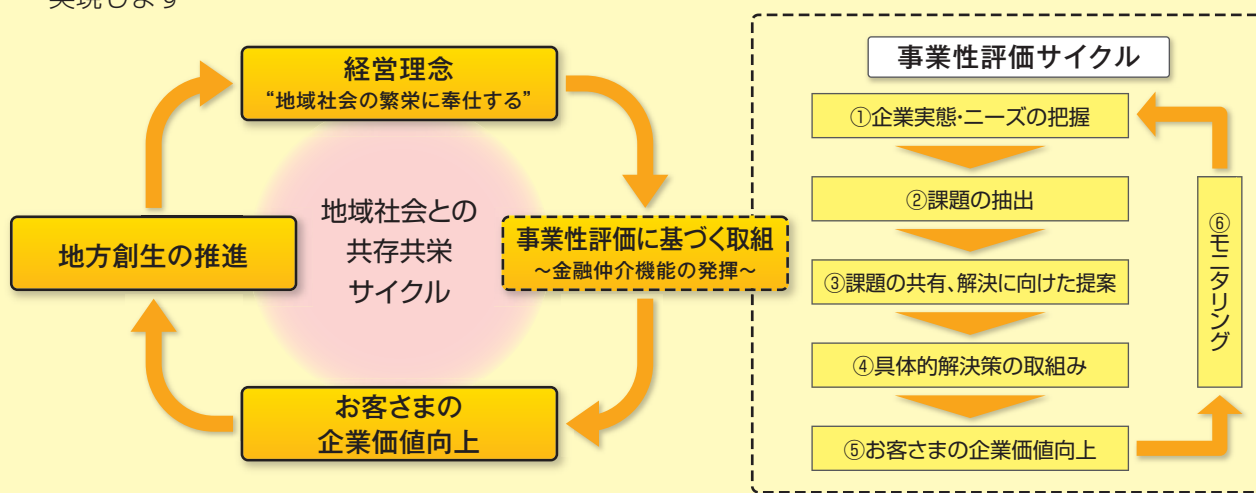 実現します
経営理念
“地域社会の繁栄に奉仕する”
地域社会との
共存共栄
サイクル
事業性評価に基づく取組
～金融仲介機能の発揮～
お客さまの
企業価値向上
地方創生の推進
事業性評価サイクル
①企業実態・ニーズの把握
②課題の抽出
③課題の共有、解決に向けた提案
④具体的解決策の取組み
⑤お客さまの企業価値向上
⑥モニタリング